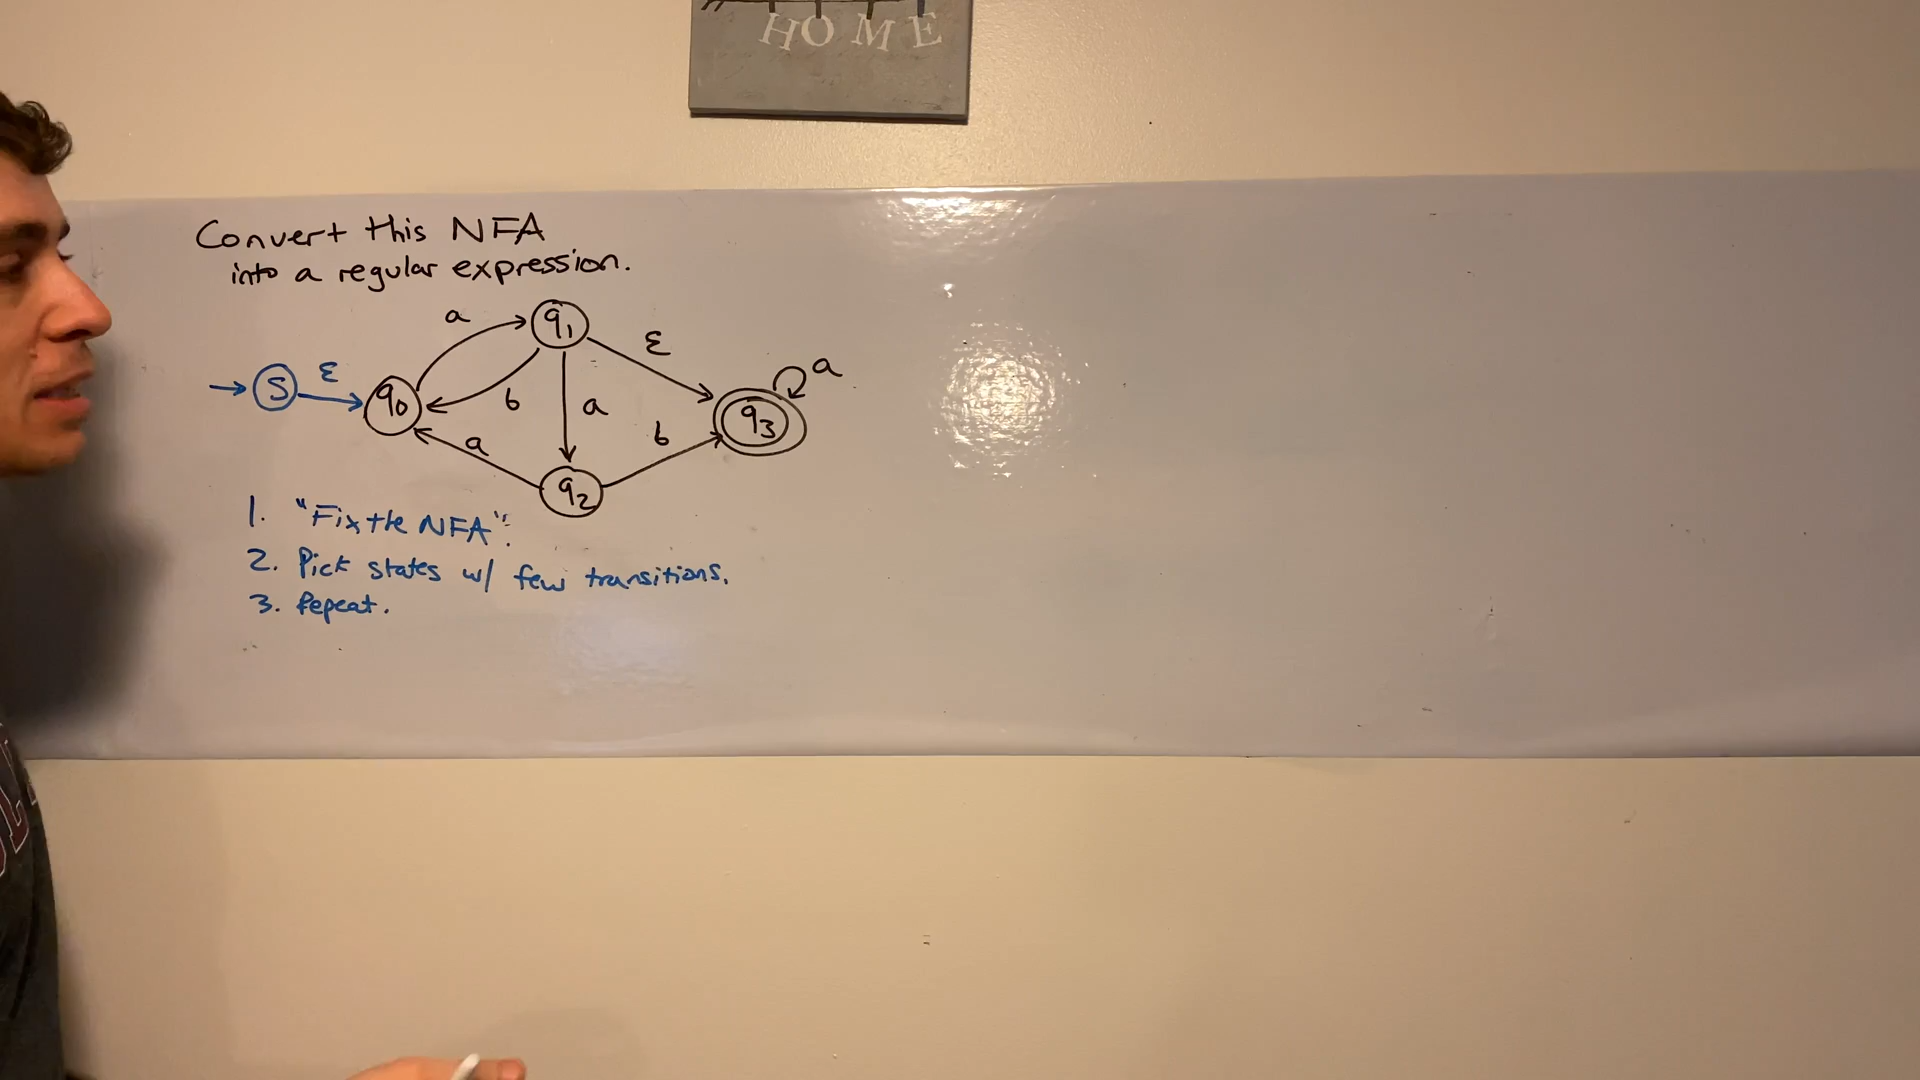 HOME
Convert this NFA
into a regular expression.
a
q₁
ε
S
ε
q₀
b
a
a
q₃
a
b
q₂
1. "Fix the NFA":
2. Pick states w/ few transitions.
3. Repeat.